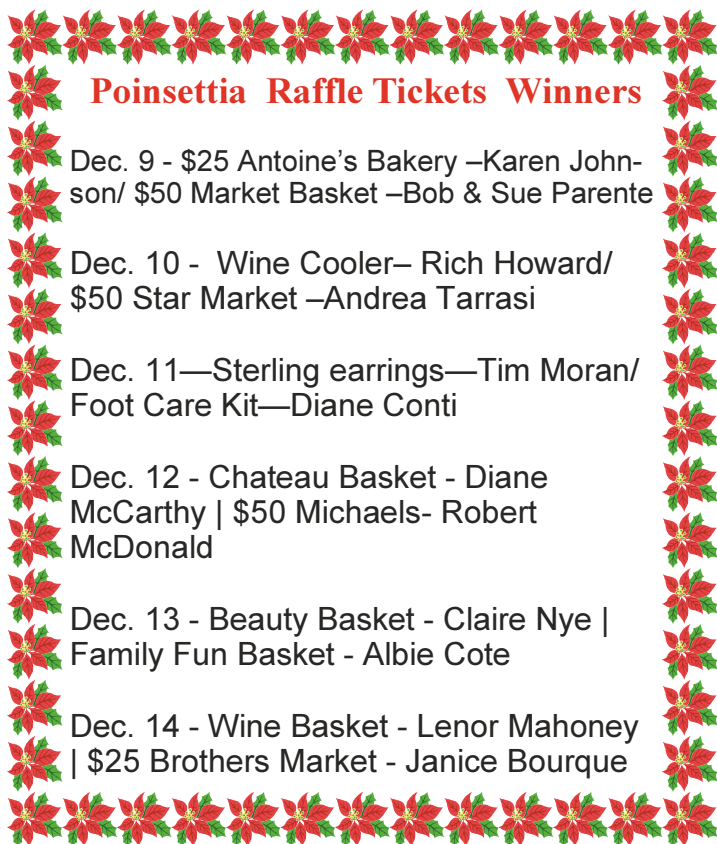 Poinsettia  Raffle Tickets  Winners
Dec. 9 - $25 Antoine’s Bakery –Karen John-
son/ $50 Market Basket –Bob & Sue Parente
Dec. 10 -  Wine Cooler– Rich Howard/
$50 Star Market –Andrea Tarrasi
Dec. 11—Sterling earrings—Tim Moran/
Foot Care Kit—Diane Conti
Dec. 12 - Chateau Basket - Diane
McCarthy | $50 Michaels- Robert
McDonald
Dec. 13 - Beauty Basket - Claire Nye |
Family Fun Basket - Albie Cote
Dec. 14 - Wine Basket - Lenor Mahoney
| $25 Brothers Market - Janice Bourque